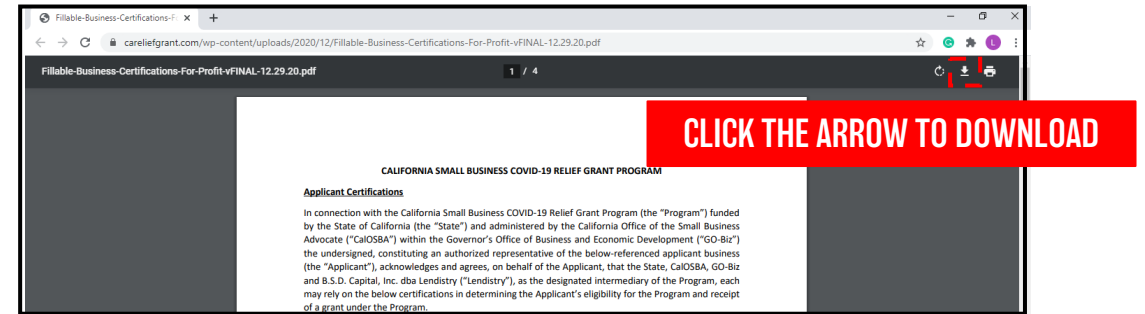 Fillable-Business-Certifications-F
careliefgrant.com/wp-content/uploads/2020/12/Fillable-Business-Certifications-For-Profit-vFINAL-12.29.20.pdf
L
Fillable-Business-Certifications-For-Profit-vFINAL-12.29.20.pdf
1 / 4
CLICK THE ARROW TO DOWNLOAD
CALIFORNIA SMALL BUSINESS COVID-19 RELIEF GRANT PROGRAM
Applicant Certifications
In connection with the California Small Business COVID-19 Relief Grant Program (the “Program”) funded
by the State of California (the “State”) and administered by the California Office of the Small Business
Advocate (“CalOSBA”) within the Governor’s Office of Business and Economic Development (“GO-Biz”)
the undersigned, constituting an authorized representative of the below-referenced applicant business
(the “Applicant”), acknowledges and agrees, on behalf of the Applicant, that the State, CalOSBA, GO-Biz
and B.S.D. Capital, Inc. dba Lendistry (“Lendistry”), as the designated intermediary of the Program, each
may rely on the below certifications in determining the Applicant’s eligibility for the Program and receipt
of a grant under the Program.